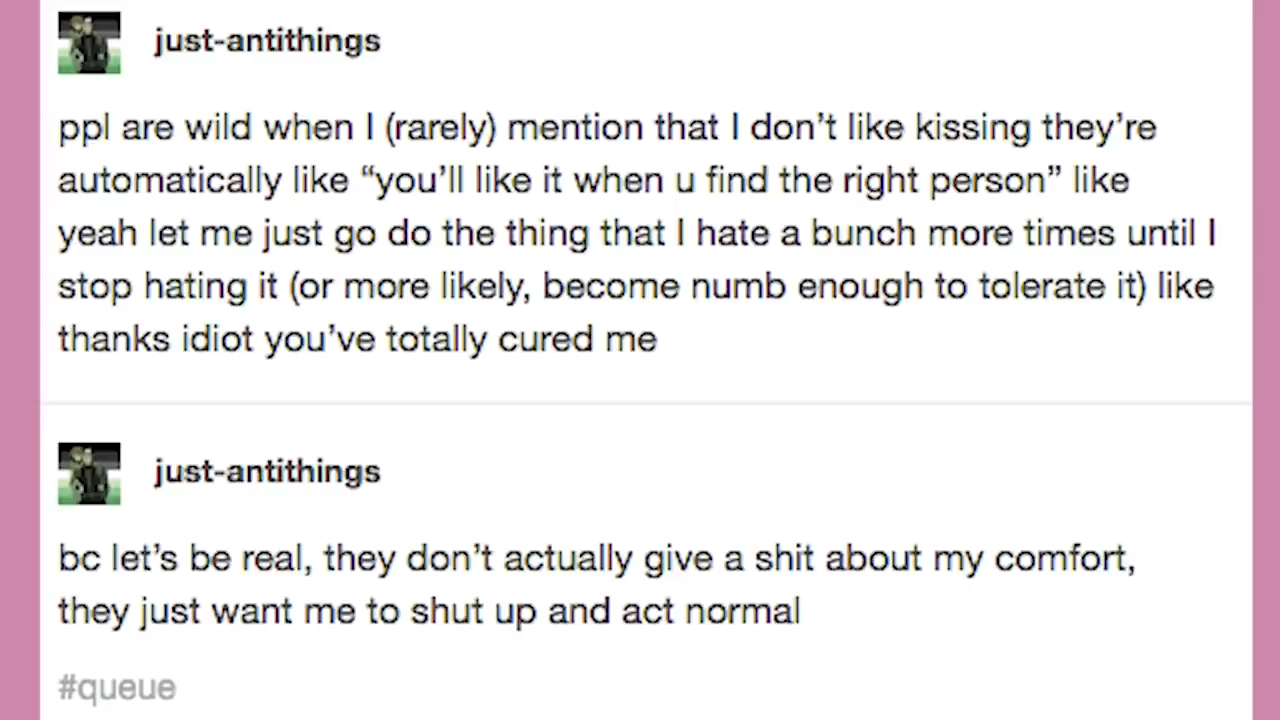 just-antithings
ppl are wild when I (rarely) mention that I don’t like kissing they’re
automatically like “you’ll like it when u find the right person” like
yeah let me just go do the thing that I hate a bunch more times until I
stop hating it (or more likely, become numb enough to tolerate it) like
thanks idiot you’ve totally cured me
just-antithings
bc let’s be real, they don’t actually give a shit about my comfort,
they just want me to shut up and act normal
#queue